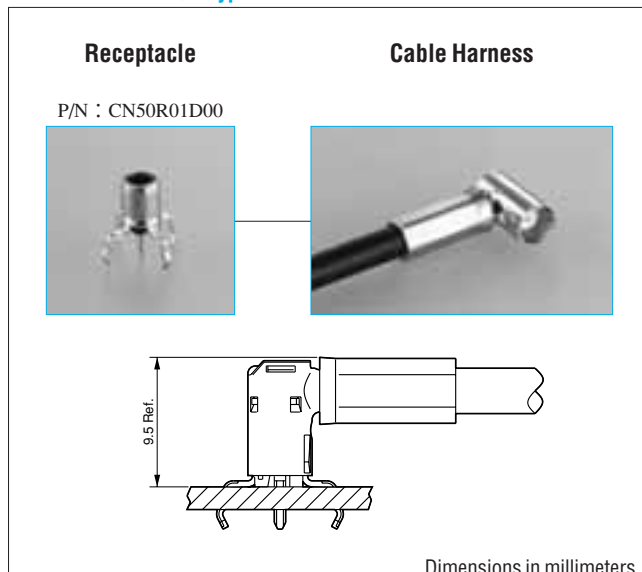 Receptacle
Cable Harness
P/N：CN50R01D00
9.5 Ref.
Dimensions in millimeters